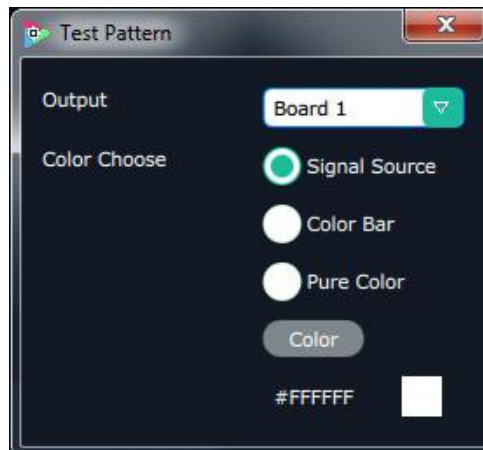 Test Pattern
Output
Board 1
Color Choose
Signal Source
Color Bar
Pure Color
Color
#FFFFFF